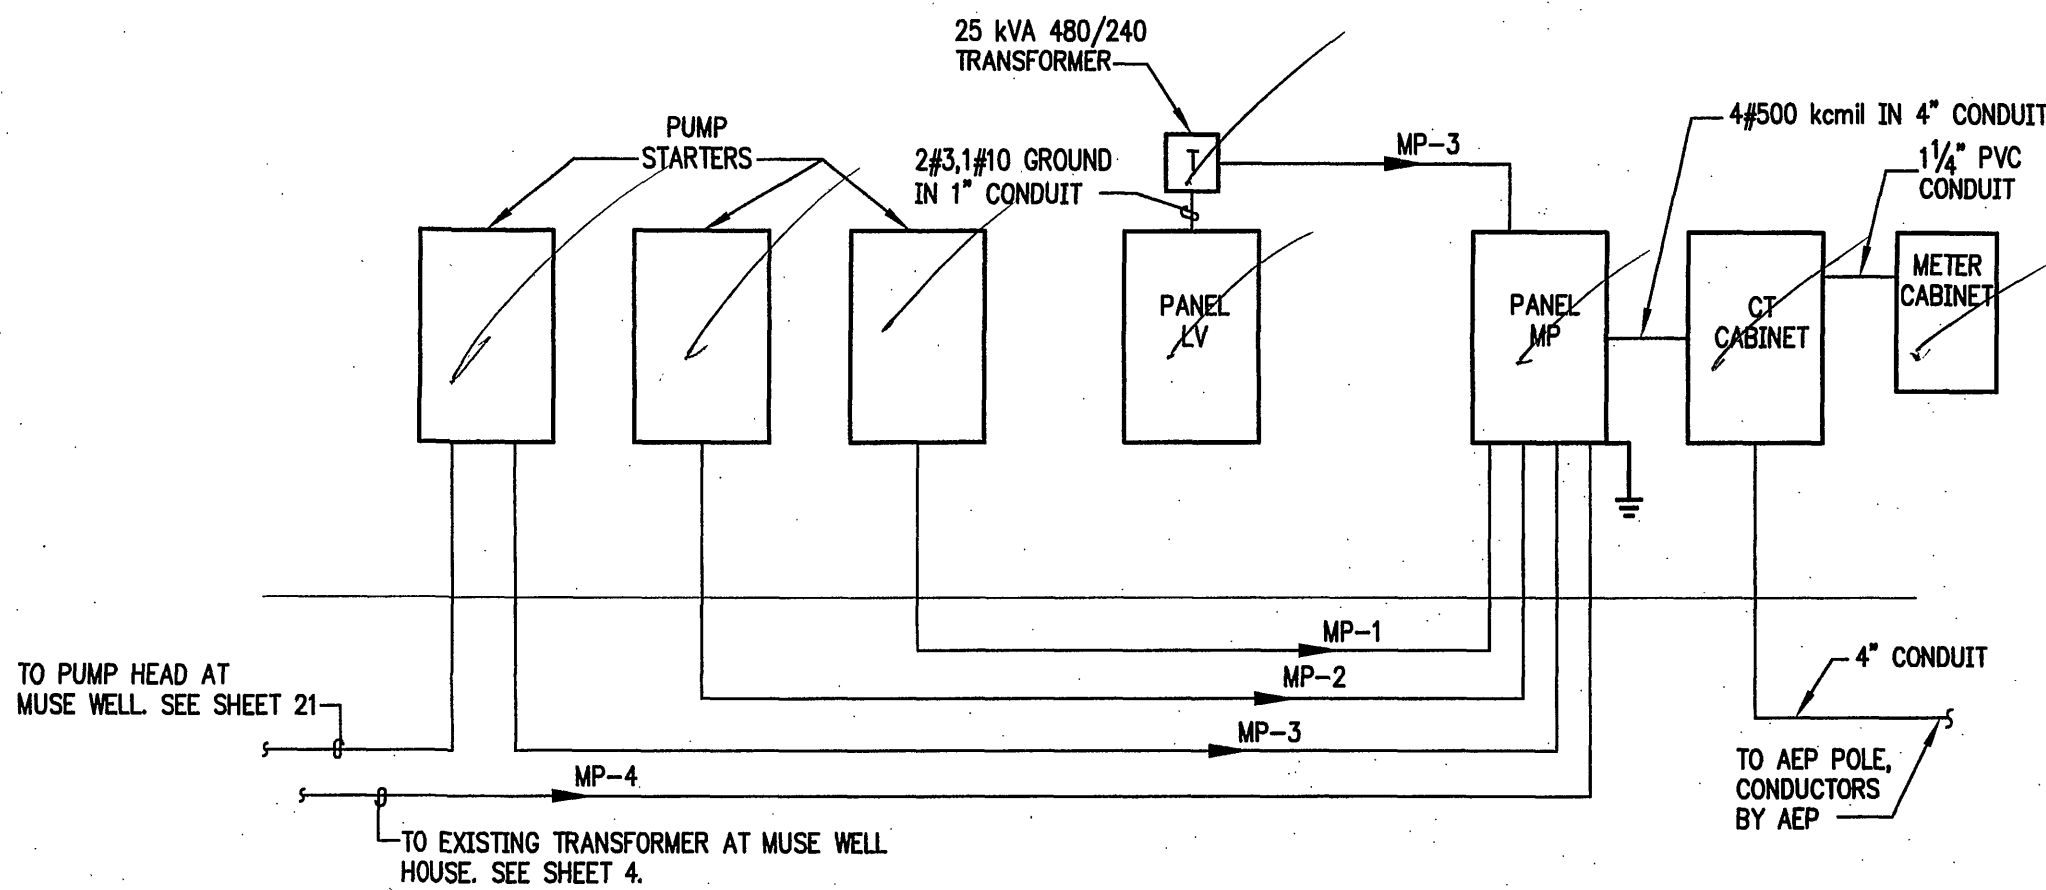 25 kVA 480/240
TRANSFORMER
PUMP
STARTERS
2#3,1#10 GROUND
IN 1" CONDUIT
T
MP-3
4#500 kcmil IN 4" CONDUIT
1 1/4" PVC
CONDUIT
PANEL
LV
PANEL
MP
CT
CABINET
METER
CABINET
MP-1
MP-2
MP-3
MP-4
TO PUMP HEAD AT
MUSE WELL. SEE SHEET 21
TO EXISTING TRANSFORMER AT MUSE WELL
HOUSE. SEE SHEET 4.
4" CONDUIT
TO AEP POLE,
CONDUCTORS
BY AEP